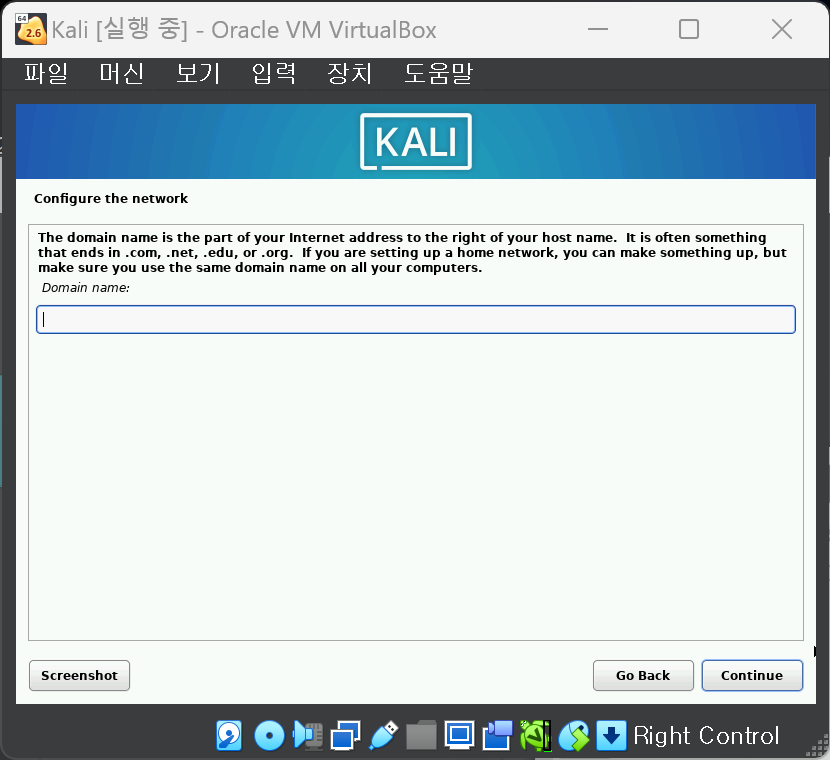 64
2.6
Kali [실행 중] - Oracle VM VirtualBox
파일 머신 보기 입력 장치 도움말
KALI
Configure the network
The domain name is the part of your Internet address to the right of your host name.  It is often something
that ends in .com, .net, .edu, or .org.  If you are setting up a home network, you can make something up, but
make sure you use the same domain name on all your computers.
Domain name:
Screenshot Go Back Continue
Right Control